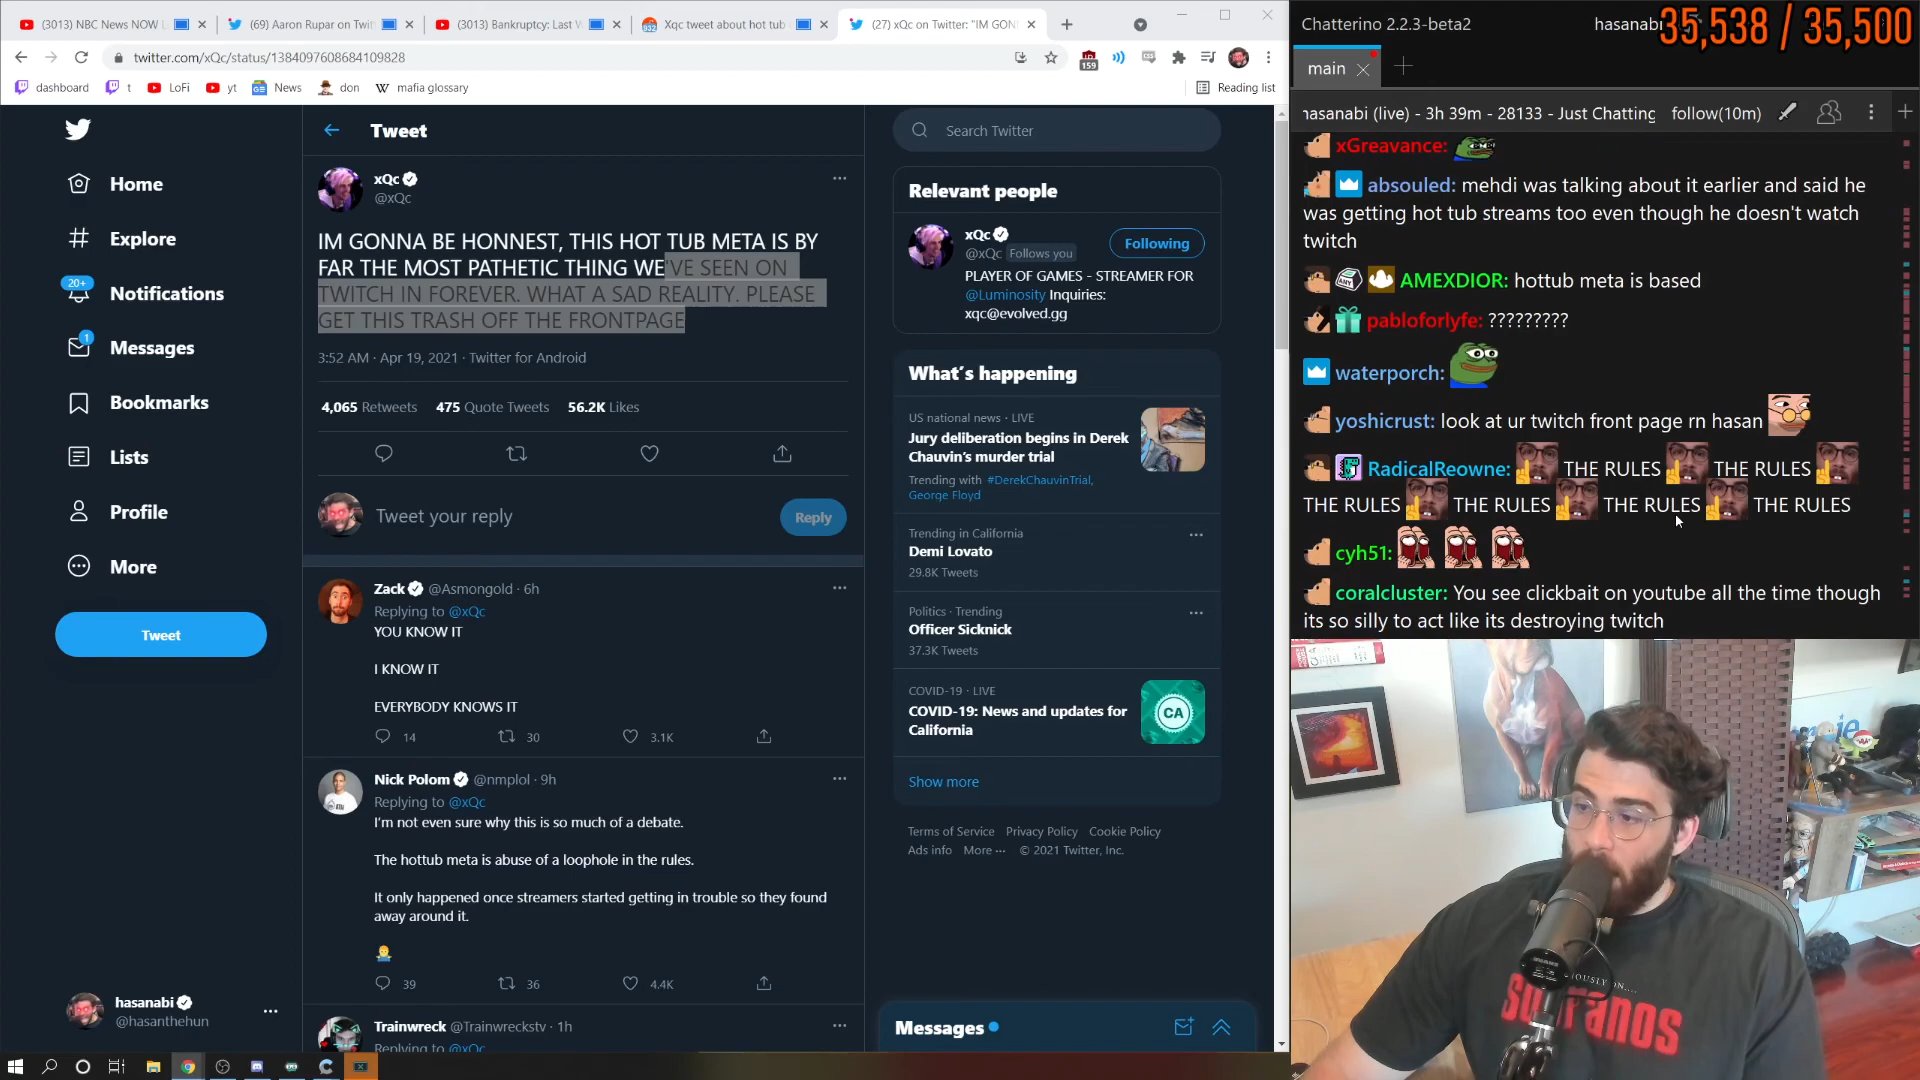 (3013) NBC News NOW L
(69) Aaron Rupar on Twit
(3013) Bankruptcy: Last W
Xqc tweet about hot tub
(27) xQc on Twitter: "IM GON
twitter.com/xQc/status/1384097608684109828
159
dashboard
t
LoFi
yt
News
don
mafia glossary
Reading list
Home
Explore
20+
Notifications
1
Messages
Bookmarks
Lists
Profile
More
Tweet
hasanabi
@hasanthehun
Tweet
xQc
@xQc
IM GONNA BE HONNEST, THIS HOT TUB META IS BY
FAR THE MOST PATHETIC THING WE'VE SEEN ON
TWITCH IN FOREVER. WHAT A SAD REALITY. PLEASE
GET THIS TRASH OFF THE FRONTPAGE
3:52 AM · Apr 19, 2021 · Twitter for Android
4,065 Retweets 475 Quote Tweets 56.2K Likes
Tweet your reply
Reply
Zack @Asmongold · 6h
Replying to @xQc
YOU KNOW IT
I KNOW IT
EVERYBODY KNOWS IT
14 30 3.1K
Nick Polom @nmplol · 9h
Replying to @xQc
I'm not even sure why this is so much of a debate.
The hottub meta is abuse of a loophole in the rules.
It only happened once streamers started getting in trouble so they found
away around it.
39 36 4.4K
Trainwreck @Trainwreckstv · 1h
Replying to @xQc
Search Twitter
Relevant people
xQc
@xQc Follows you
Following
PLAYER OF GAMES - STREAMER FOR
@Luminosity Inquiries:
xqc@evolved.gg
What's happening
US national news · LIVE
Jury deliberation begins in Derek
Chauvin's murder trial
Trending with #DerekChauvinTrial,
George Floyd
Trending in California
Demi Lovato
29.8K Tweets
Politics · Trending
Officer Sicknick
37.3K Tweets
COVID-19 · LIVE
COVID-19: News and updates for
California
CA
Show more
Terms of Service Privacy Policy Cookie Policy
Ads info More ··· © 2021 Twitter, Inc.
Messages
Chatterino 2.2.3-beta2
hasanabi
35,538 / 35,500
main
hasanabi (live) - 3h 39m - 28133 - Just Chatting
follow(10m)
xGreavance:
absouled: mehdi was talking about it earlier and said he
was getting hot tub streams too even though he doesn't watch
twitch
AMEXDIOR: hottub meta is based
pabloforlyfe: ?????????
waterporch:
yoshicrust: look at ur twitch front page rn hasan
RadicalReowne: THE RULES THE RULES
THE RULES THE RULES THE RULES THE RULES
cyh51:
coralcluster: You see clickbait on youtube all the time though
its so silly to act like its destroying twitch
SOPRANOS